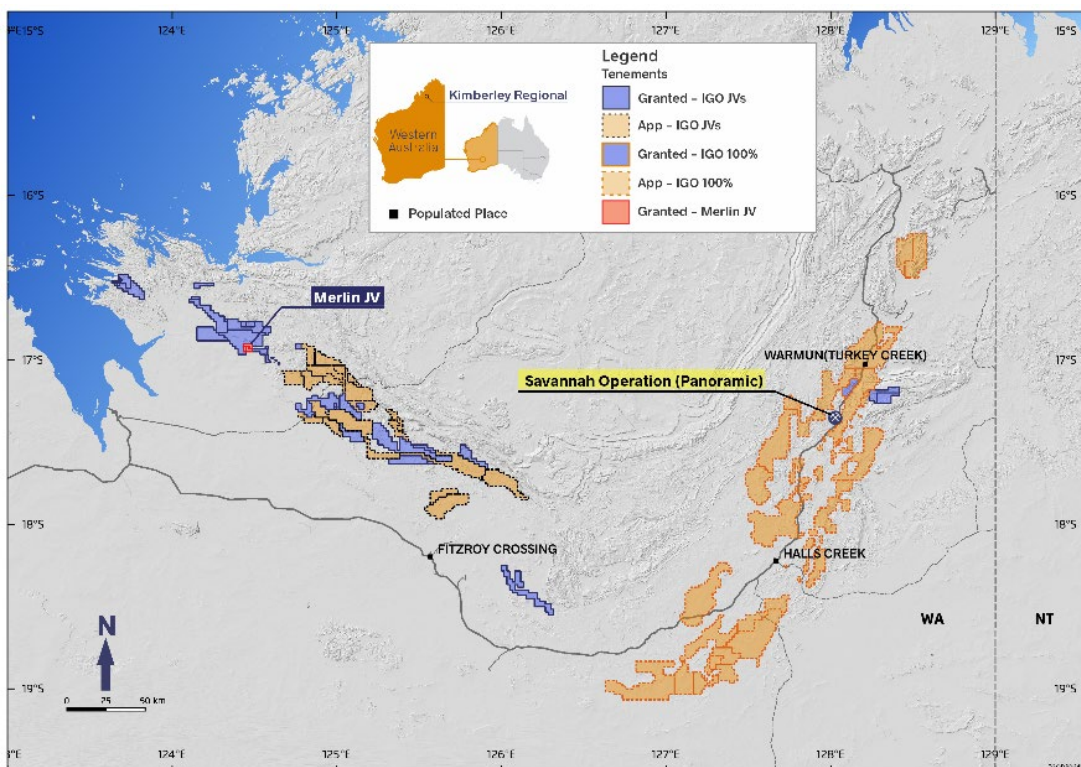 124°E
125°E
126°E
127°E
128°E
129°E
15°S
15°S
Legend
Tenements
Kimberley Regional
Western
Australia
Populated Place
Granted – IGO JVs
App – IGO JVs
Granted – IGO 100%
App – IGO 100%
Granted – Merlin JV
16°S
16°S
Merlin JV
17°S
17°S
WARMUN(TURKEY CREEK)
Savannah Operation (Panoramic)
18°S
18°S
FITZROY CROSSING
HALLS CREEK
WA
NT
N
19°S
19°S
0 25 50 km
124°E
125°E
126°E
127°E
128°E
129°E